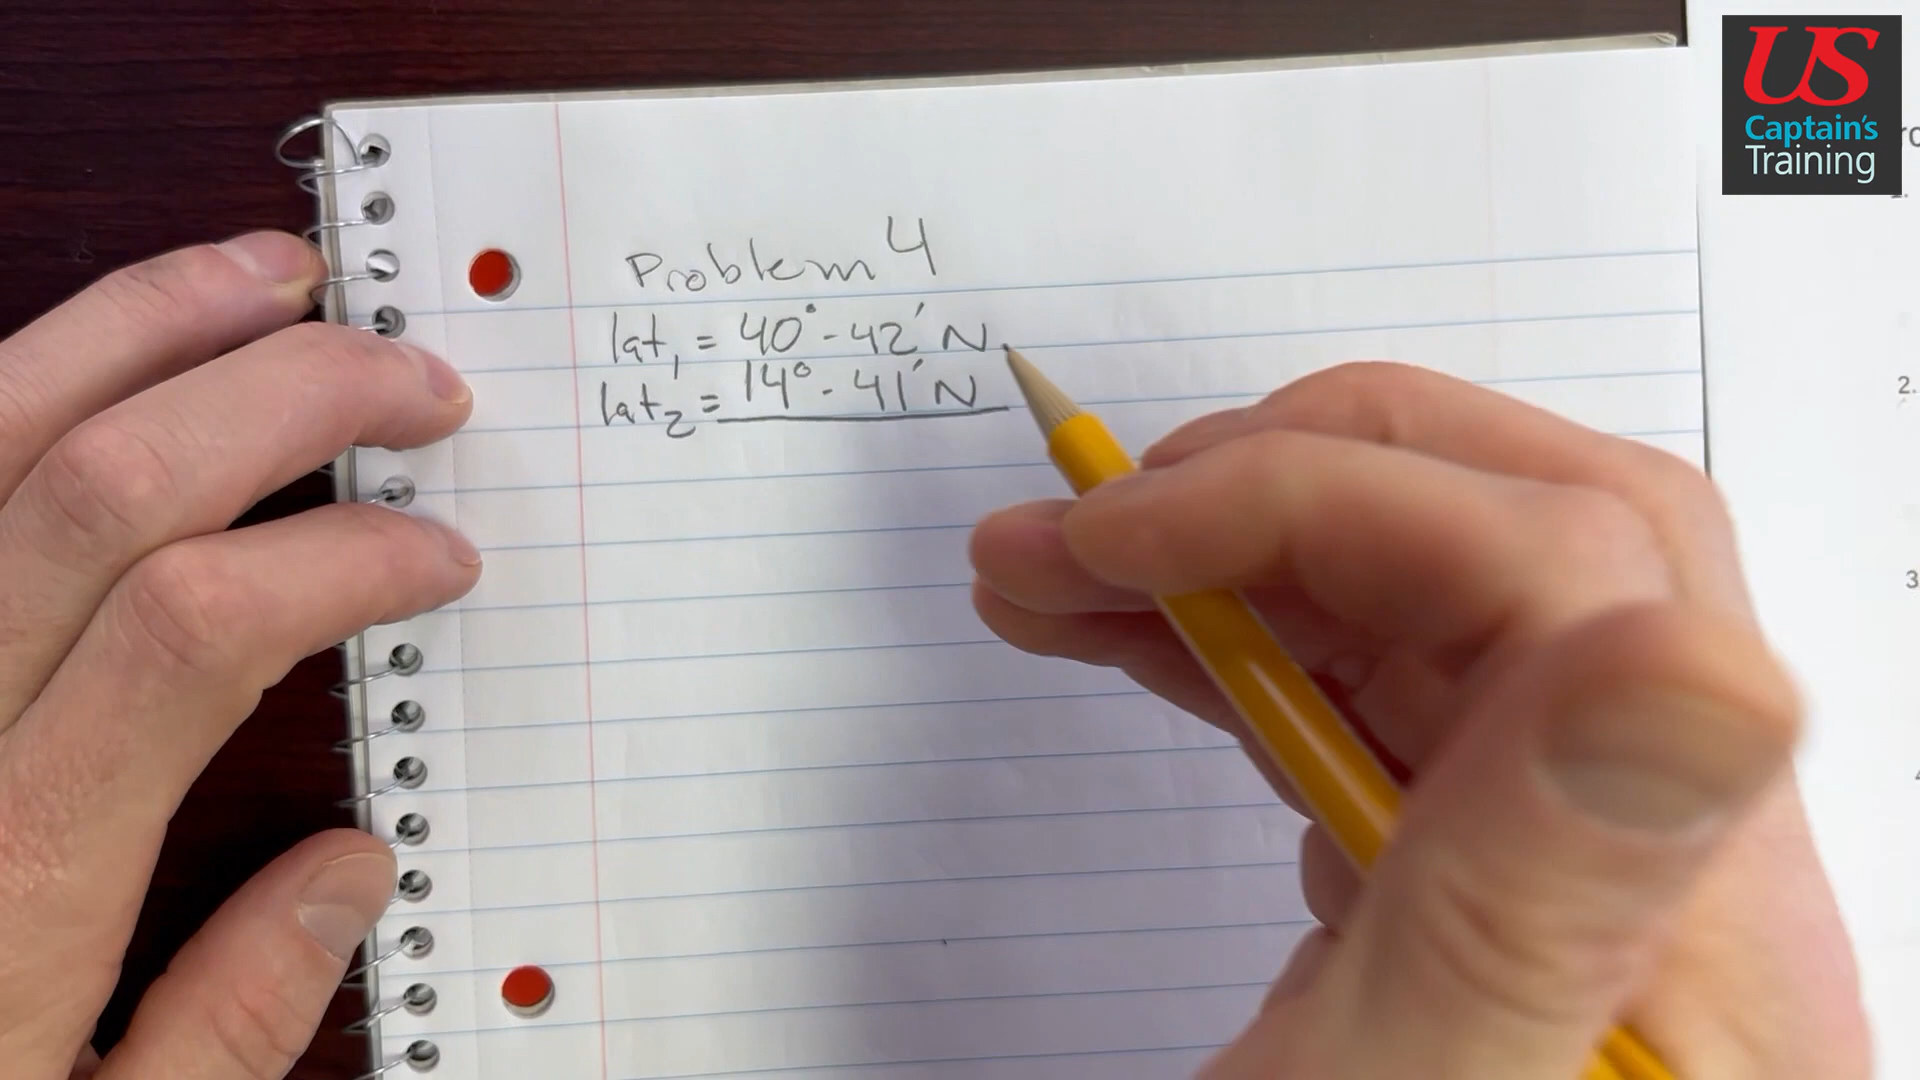 US
Captain's
Training
Problem 4
lat₁ = 40° - 42' N
lat₂ = 14° - 41' N
2.
3